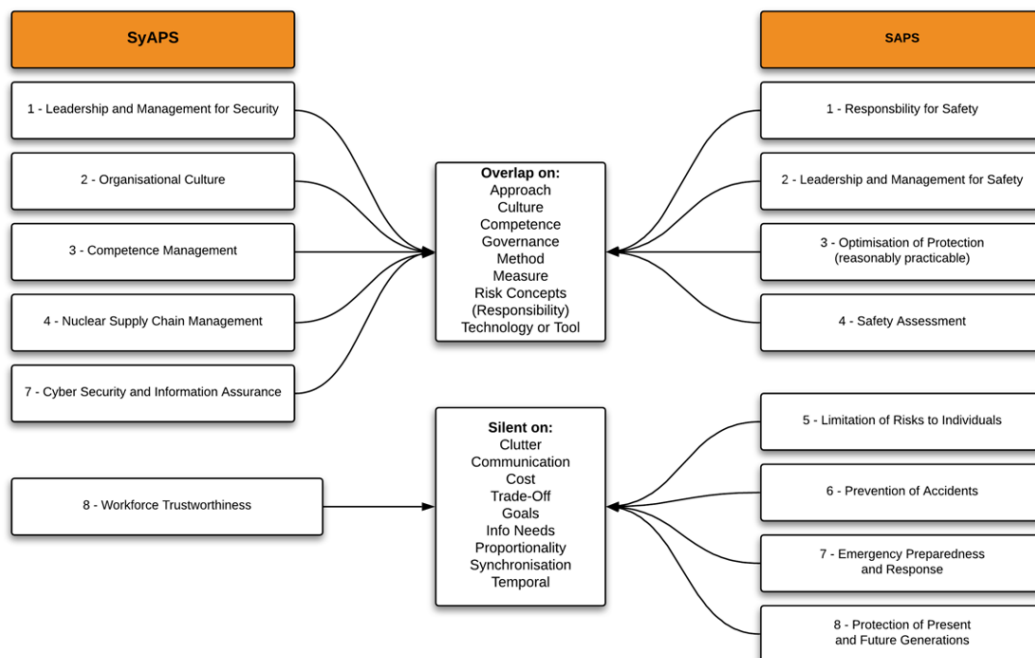 SyAPS
1 - Leadership and Management for Security
2 - Organisational Culture
3 - Competence Management
4 - Nuclear Supply Chain Management
7 - Cyber Security and Information Assurance
8 - Workforce Trustworthiness
Overlap on:
Approach
Culture
Competence
Governance
Method
Measure
Risk Concepts
(Responsibility)
Technology or Tool
Silent on:
Clutter
Communication
Cost
Trade-Off
Goals
Info Needs
Proportionality
Synchronisation
Temporal
SAPS
1 - Responsbility for Safety
2 - Leadership and Management for Safety
3 - Optimisation of Protection
(reasonably practicable)
4 - Safety Assessment
5 - Limitation of Risks to Individuals
6 - Prevention of Accidents
7 - Emergency Preparedness
and Response
8 - Protection of Present
and Future Generations